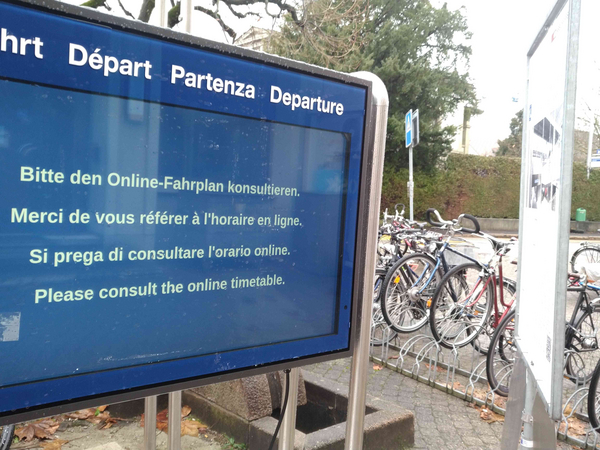 hrt Départ Partenza Departure
Bitte den Online-Fahrplan konsultieren.
Merci de vous référer à l'horaire en ligne.
Si prega di consultare l'orario online.
Please consult the online timetable.